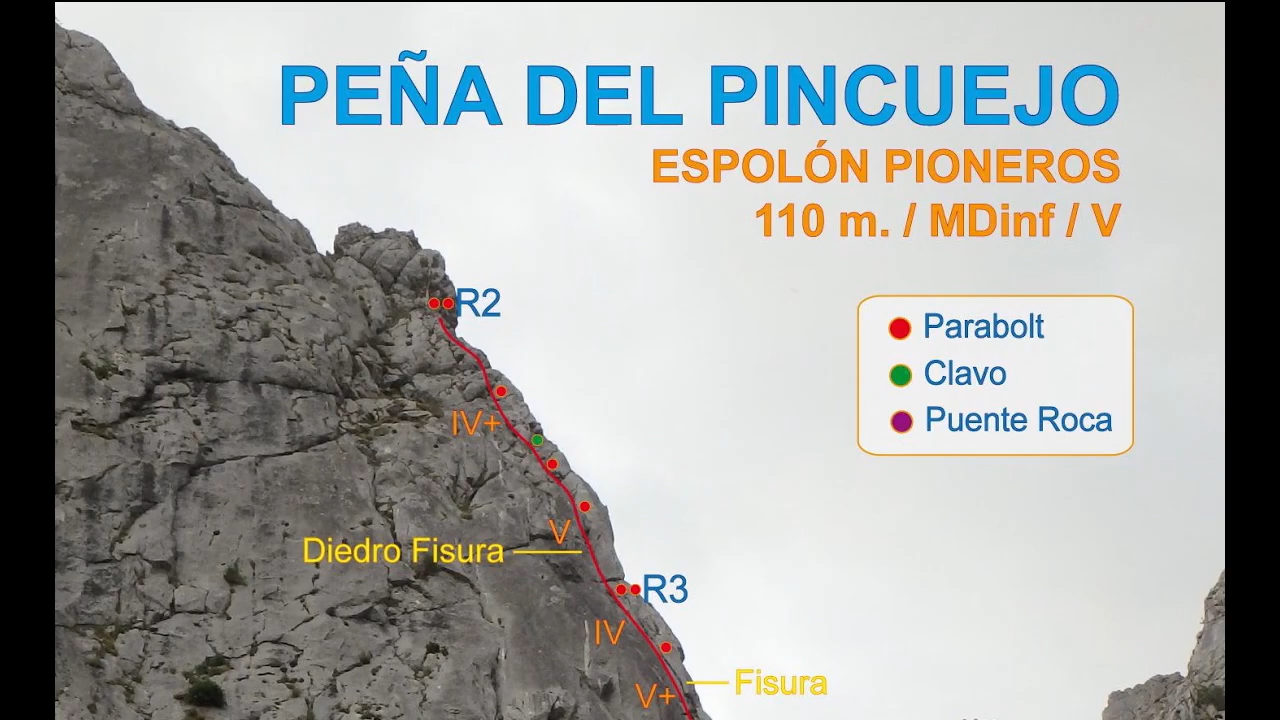 PEÑA DEL PINCUEJO
ESPOLÓN PIONEROS
110 m. / MDinf / V
R2
Parabolt
Clavo
Puente Roca
IV+
V
Diedro Fisura
R3
IV
Fisura
V+